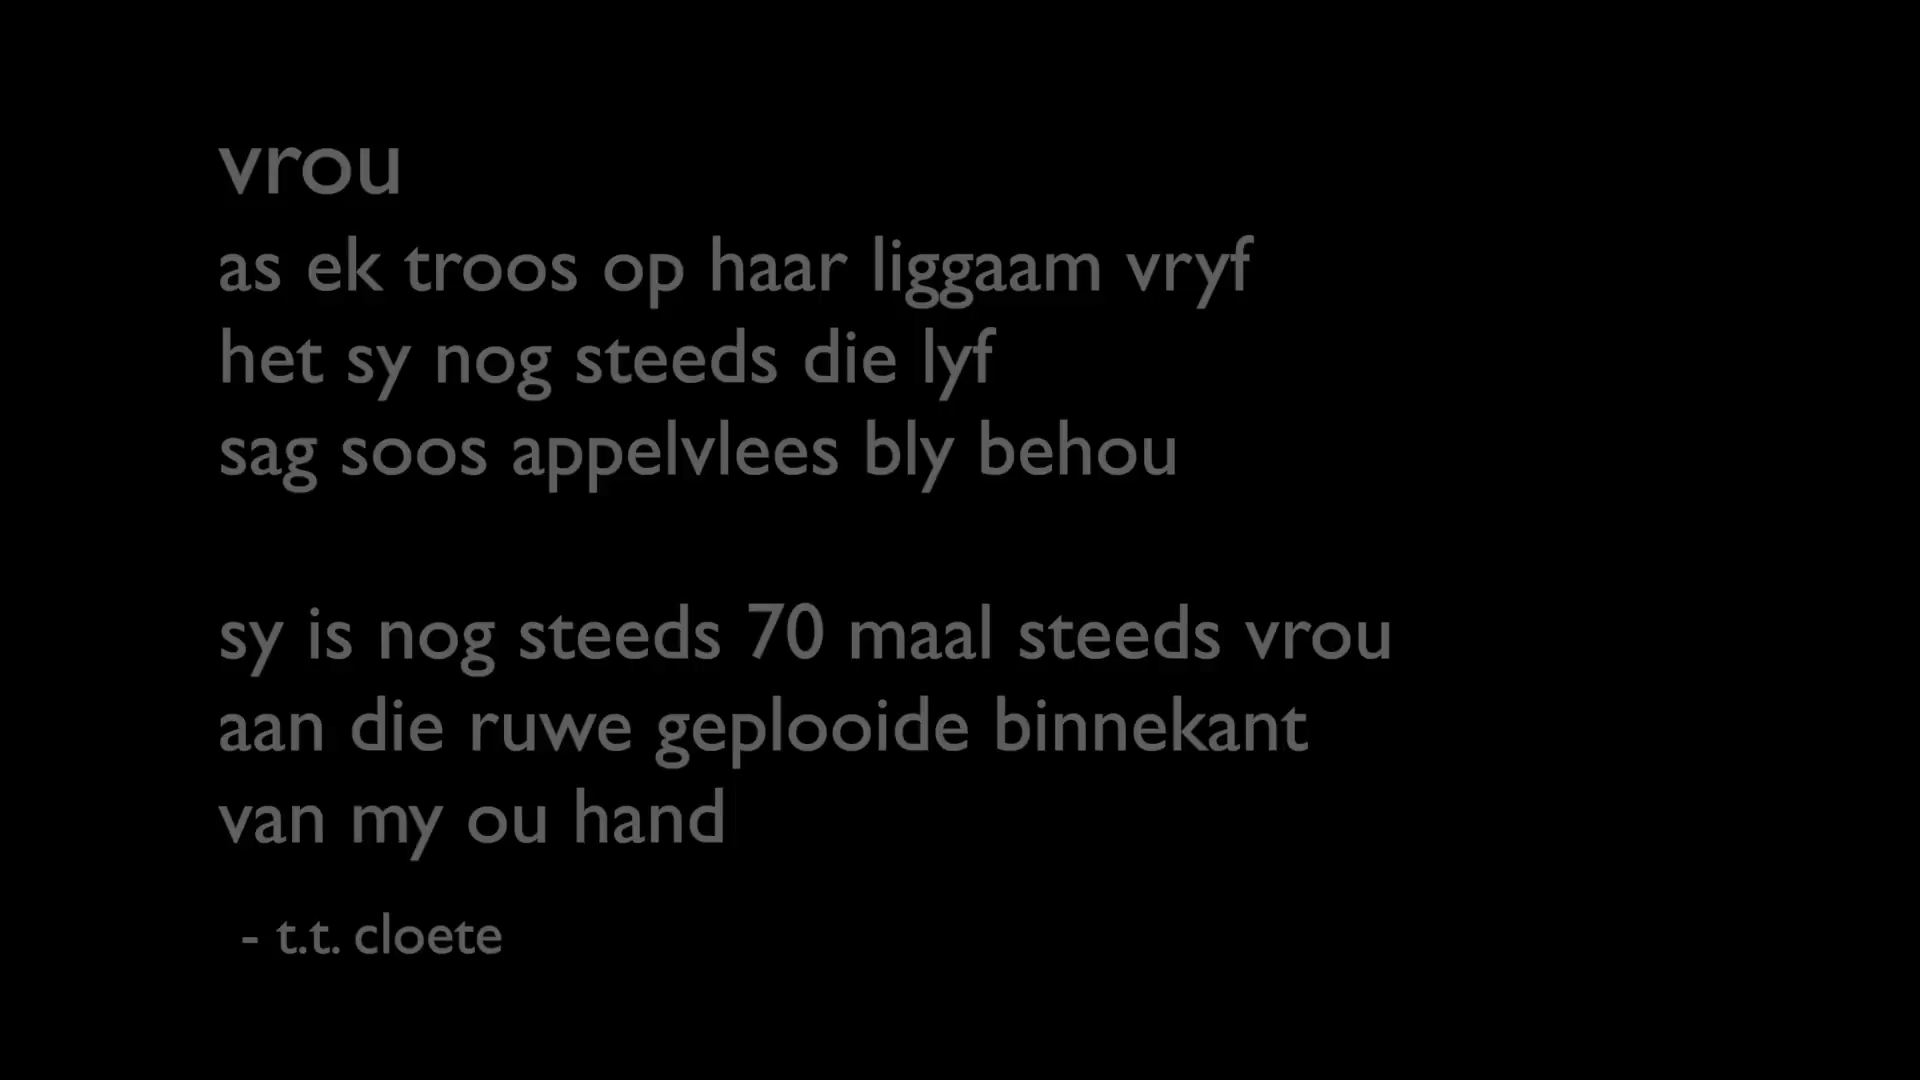 vrou
as ek troos op haar liggaam vryf
het sy nog steeds die lyf
sag soos appelvlees bly behou
sy is nog steeds 70 maal steeds vrou
aan die ruwe geplooide binnekant
van my ou hand
- t.t. cloete